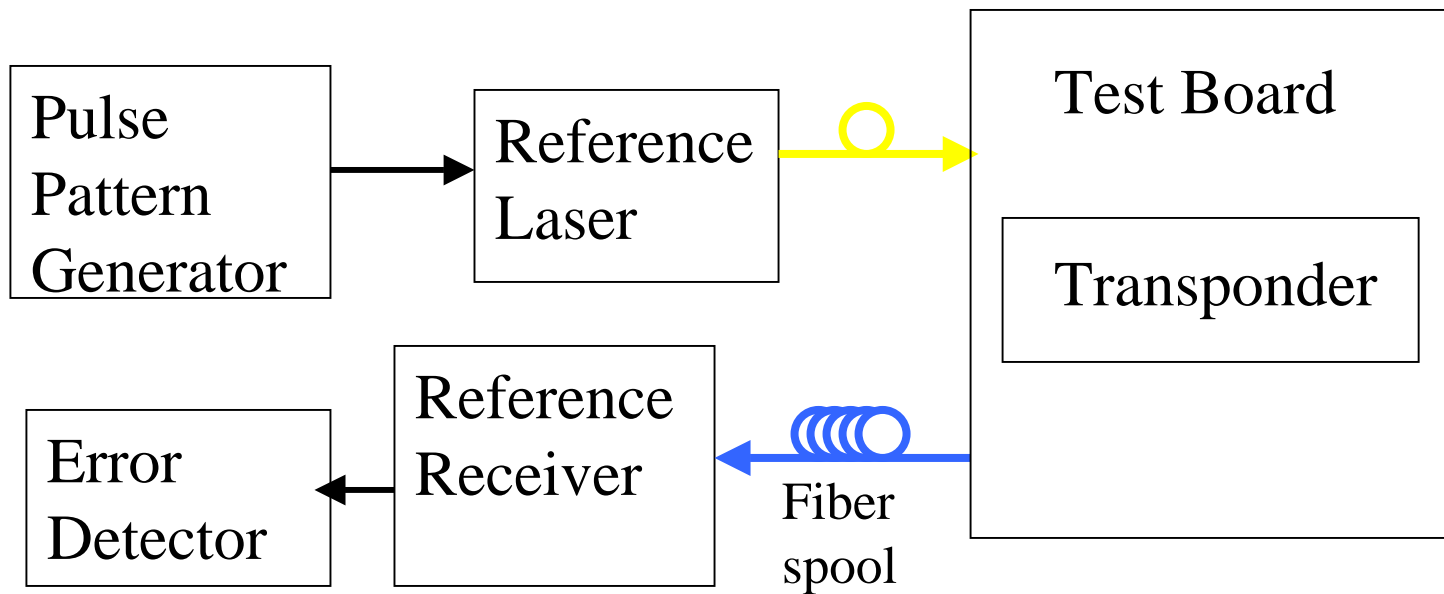 Pulse
Pattern
Generator
Reference
Laser
Test Board
Transponder
Reference
Receiver
Error
Detector
Fiber
spool